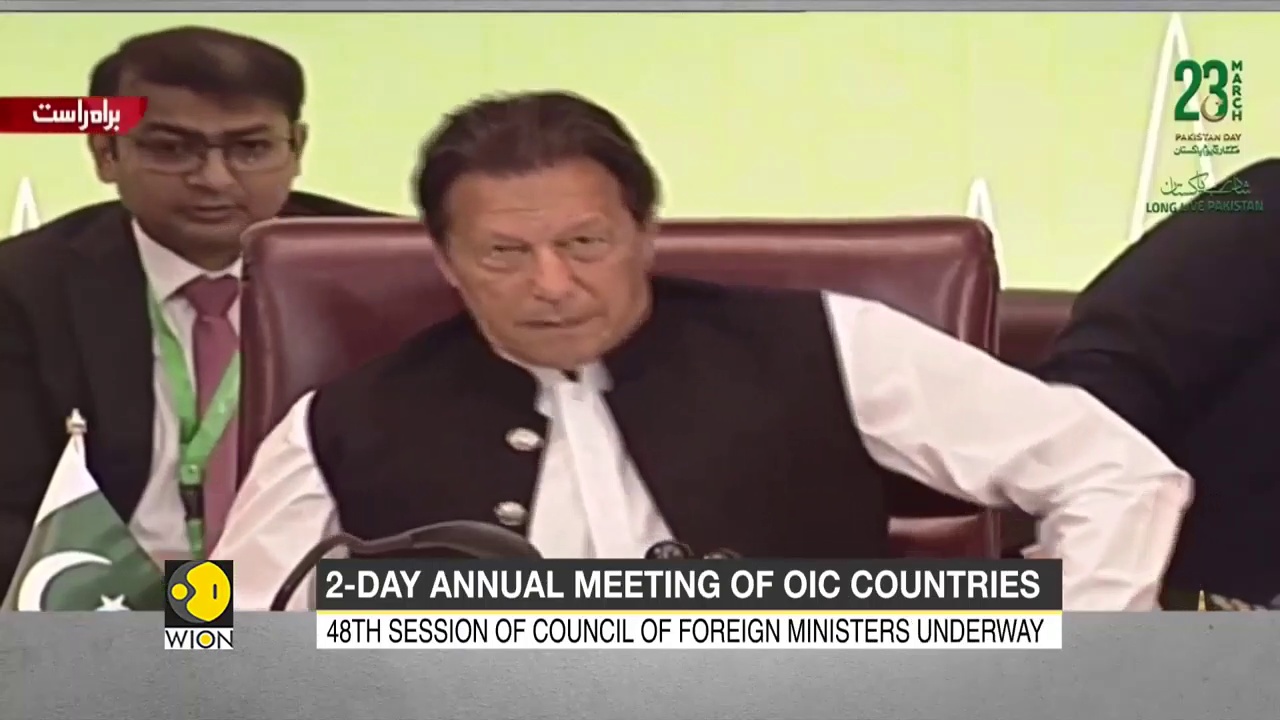 براہ راست
23
MARCH
PAKISTAN DAY
LONG LIVE PAKISTAN
WION
2-DAY ANNUAL MEETING OF OIC COUNTRIES
48TH SESSION OF COUNCIL OF FOREIGN MINISTERS UNDERWAY